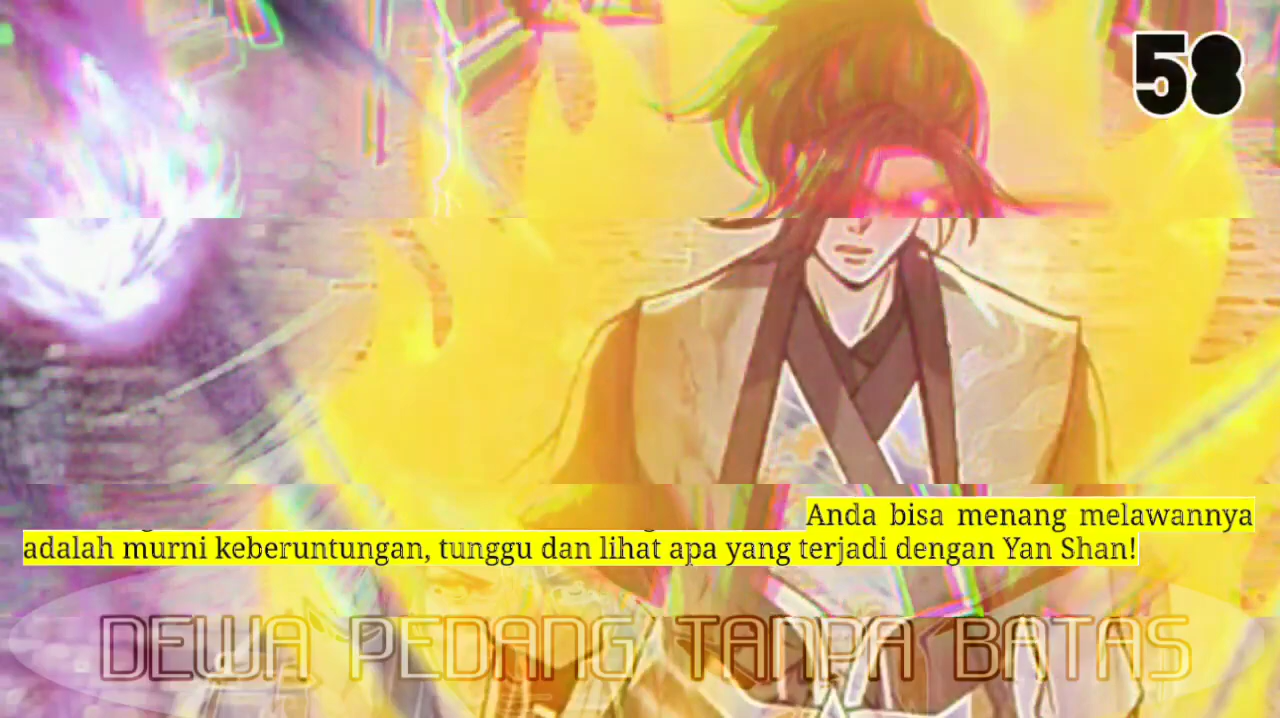 58
Anda bisa menang melawannya
adalah murni keberuntungan, tunggu dan lihat apa yang terjadi dengan Yan Shan!
DEWA PEDANG TANPA BATAS